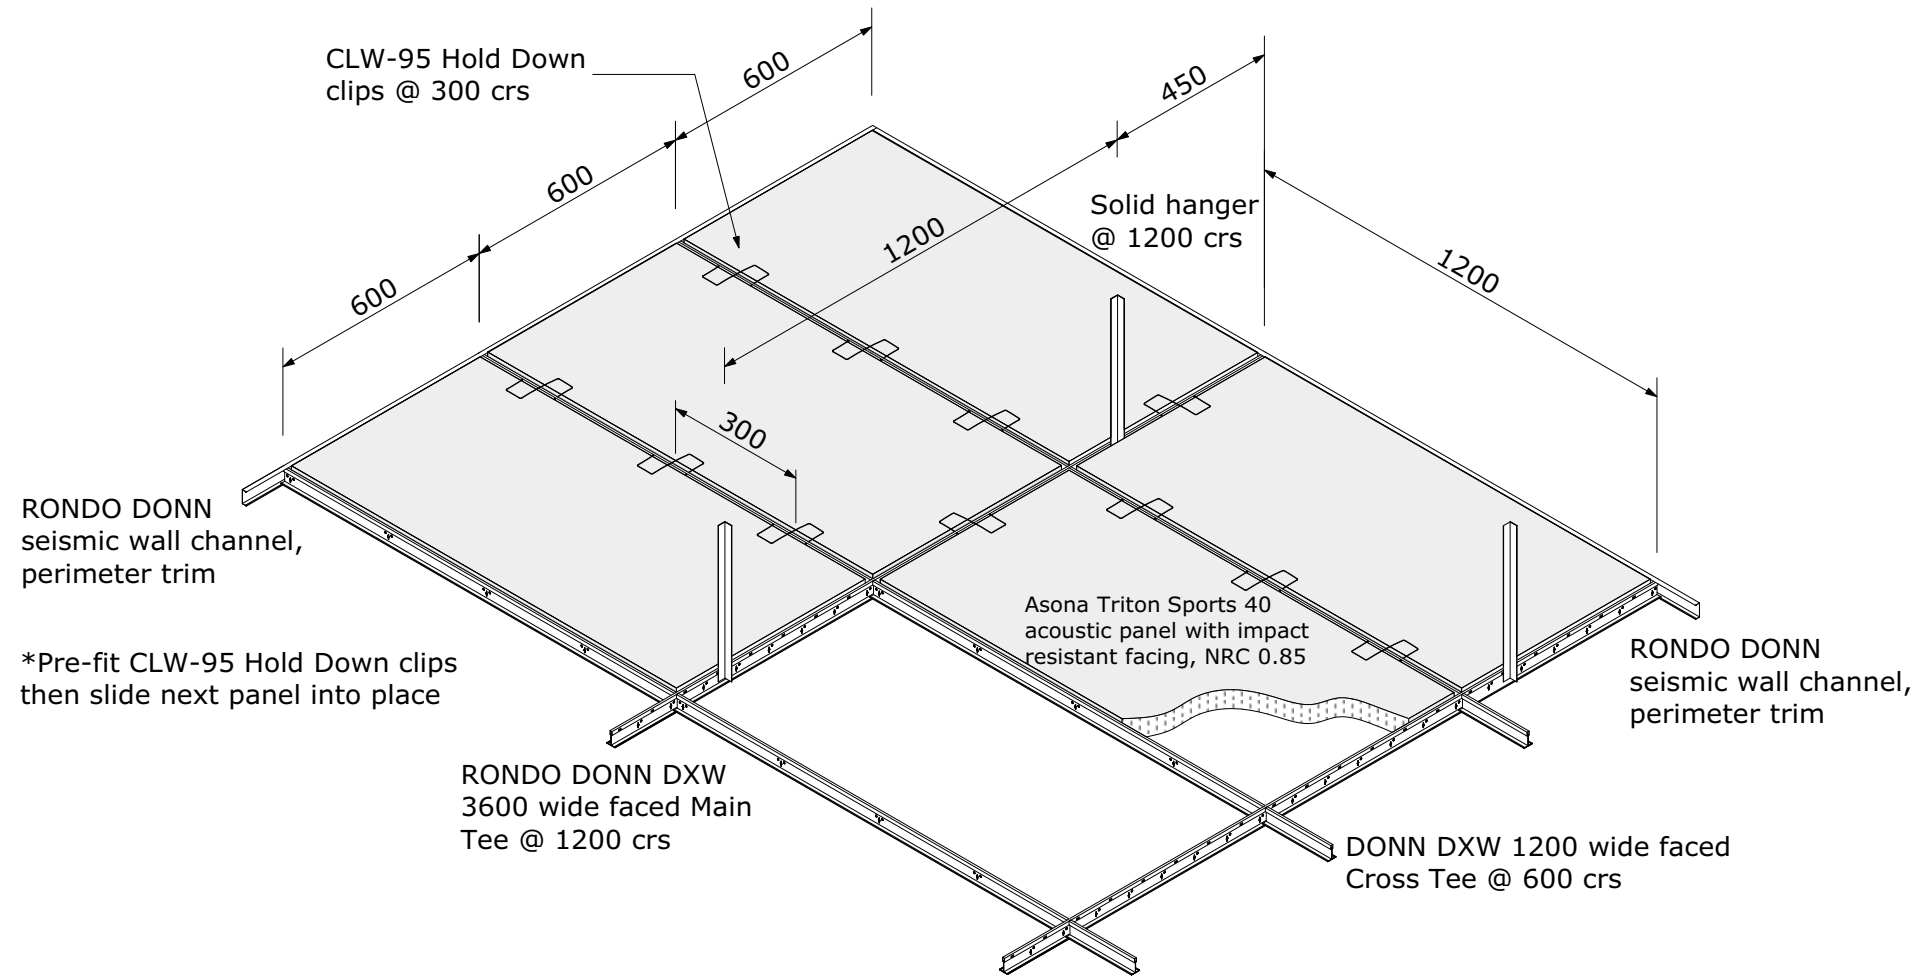 CLW-95 Hold Down
clips @ 300 crs
600
450
600
600
Solid hanger
@ 1200 crs
1200
1200
300
RONDO DONN
seismic wall channel,
perimeter trim
Asona Triton Sports 40
acoustic panel with impact
resistant facing, NRC 0.85
*Pre-fit CLW-95 Hold Down clips
then slide next panel into place
RONDO DONN
seismic wall channel,
perimeter trim
RONDO DONN DXW
3600 wide faced Main
Tee @ 1200 crs
DONN DXW 1200 wide faced
Cross Tee @ 600 crs